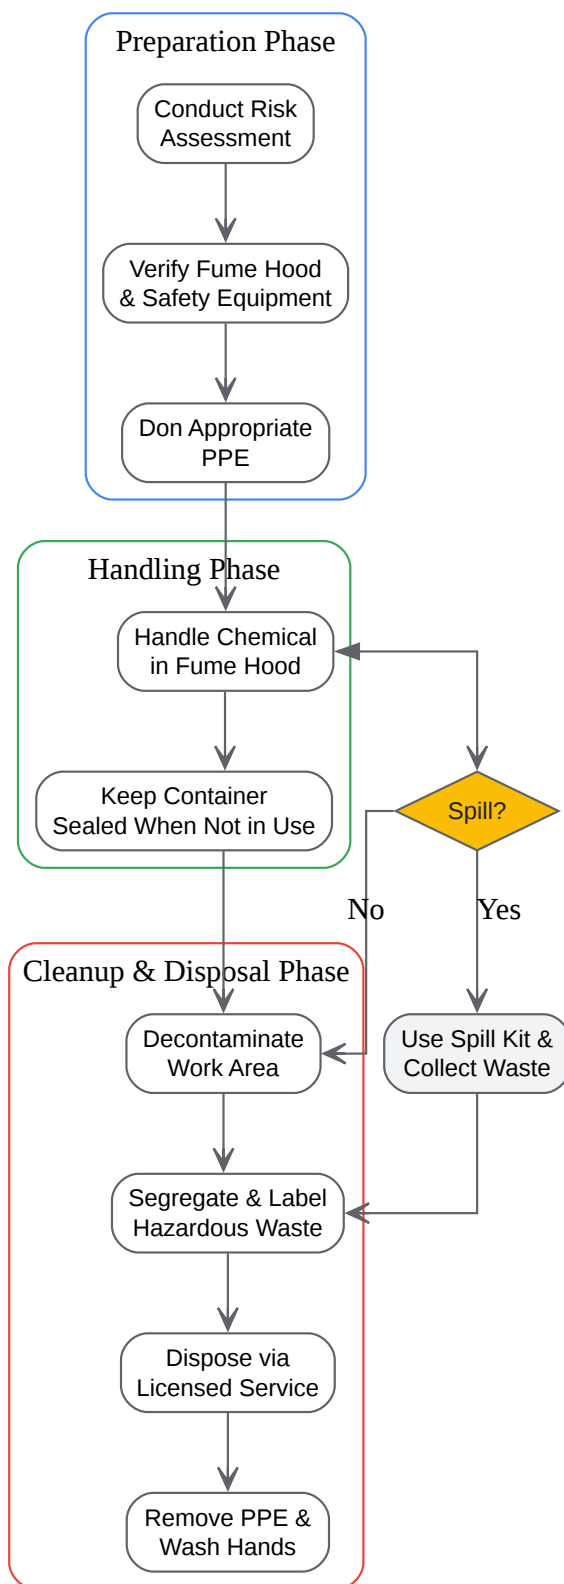 Preparation Phase
Conduct Risk
Assessment
Verify Fume Hood
& Safety Equipment
Don Appropriate
PPE
Handling Phase
Handle Chemical
in Fume Hood
Keep Container
Sealed When Not in Use
Spill?
No
Yes
Cleanup & Disposal Phase
Decontaminate
Work Area
Use Spill Kit &
Collect Waste
Segregate & Label
Hazardous Waste
Dispose via
Licensed Service
Remove PPE &
Wash Hands